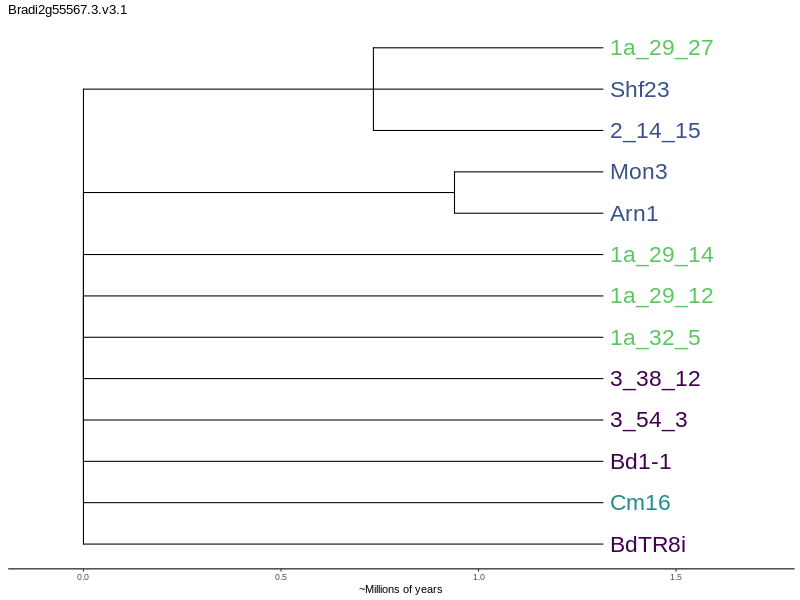 Bradi2g55567.3.v3.1
1a_29_27
Shf23
2_14_15
Mon3
Arn1
1a_29_14
1a_29_12
1a_32_5
3_38_12
3_54_3
Bd1-1
Cm16
BdTR8i
0.0 0.5 1.0 1.5
~Millions of years